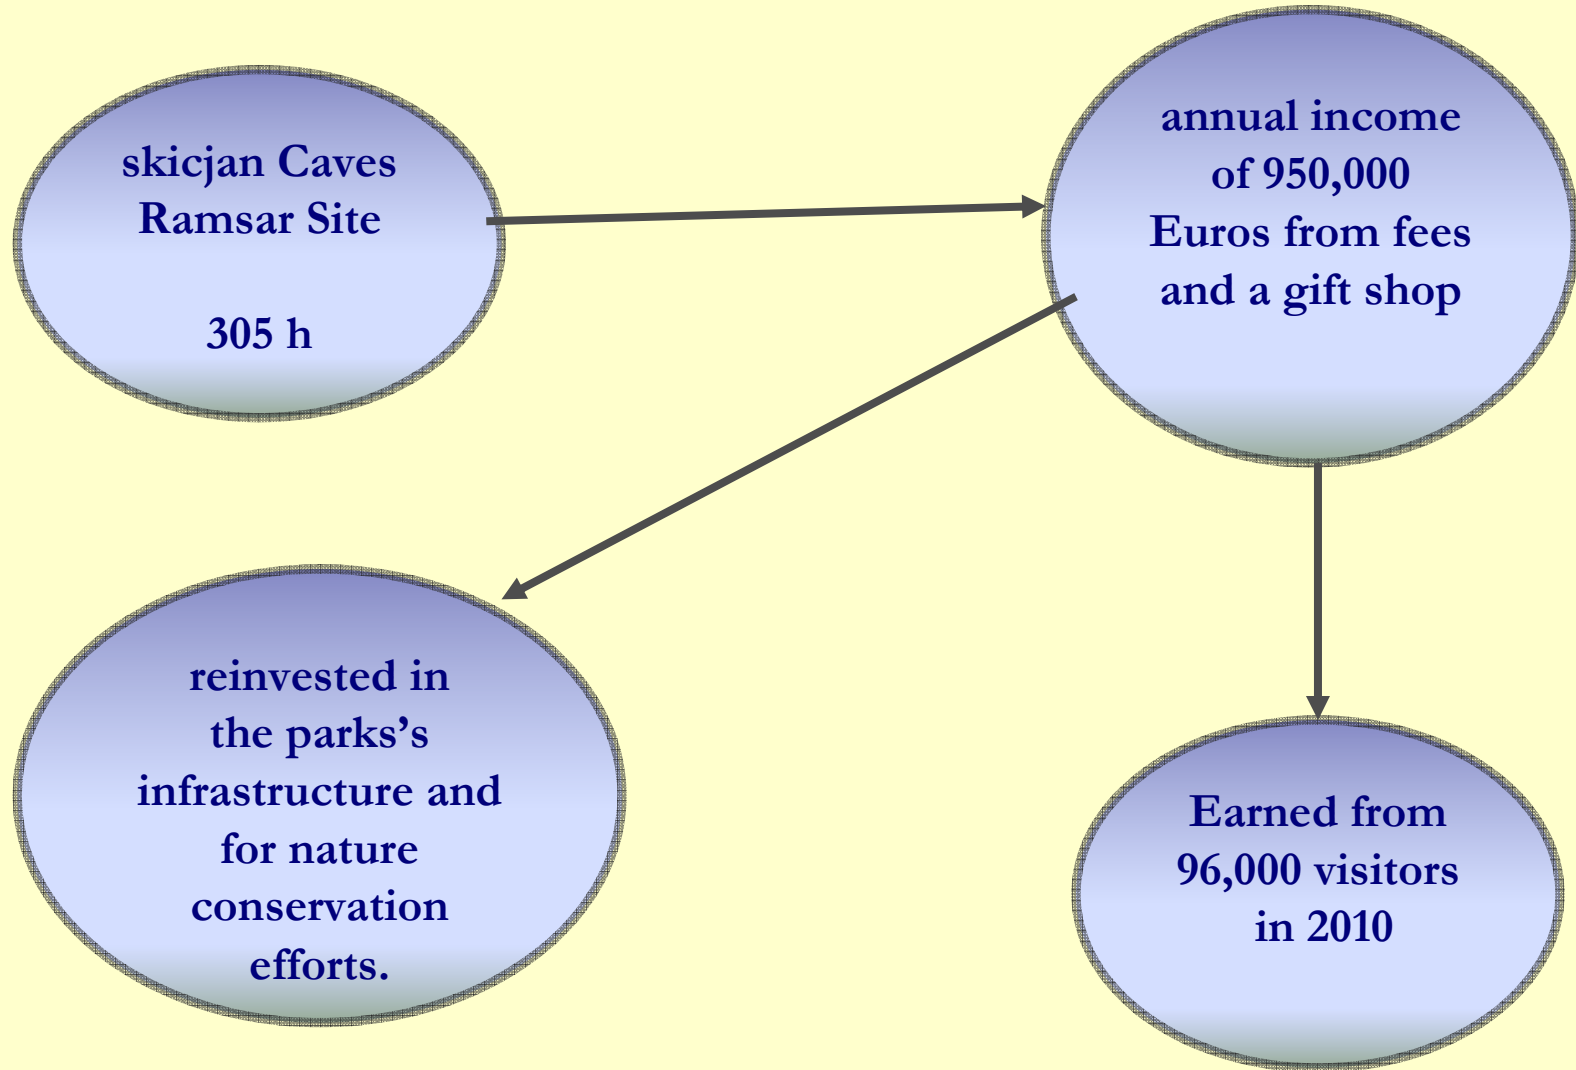 skicjan Caves
Ramsar Site
305 h
annual income
of 950,000
Euros from fees
and a gift shop
reinvested in
the parks’s
infrastructure and
for nature
conservation
efforts.
Earned from
96,000 visitors
in 2010